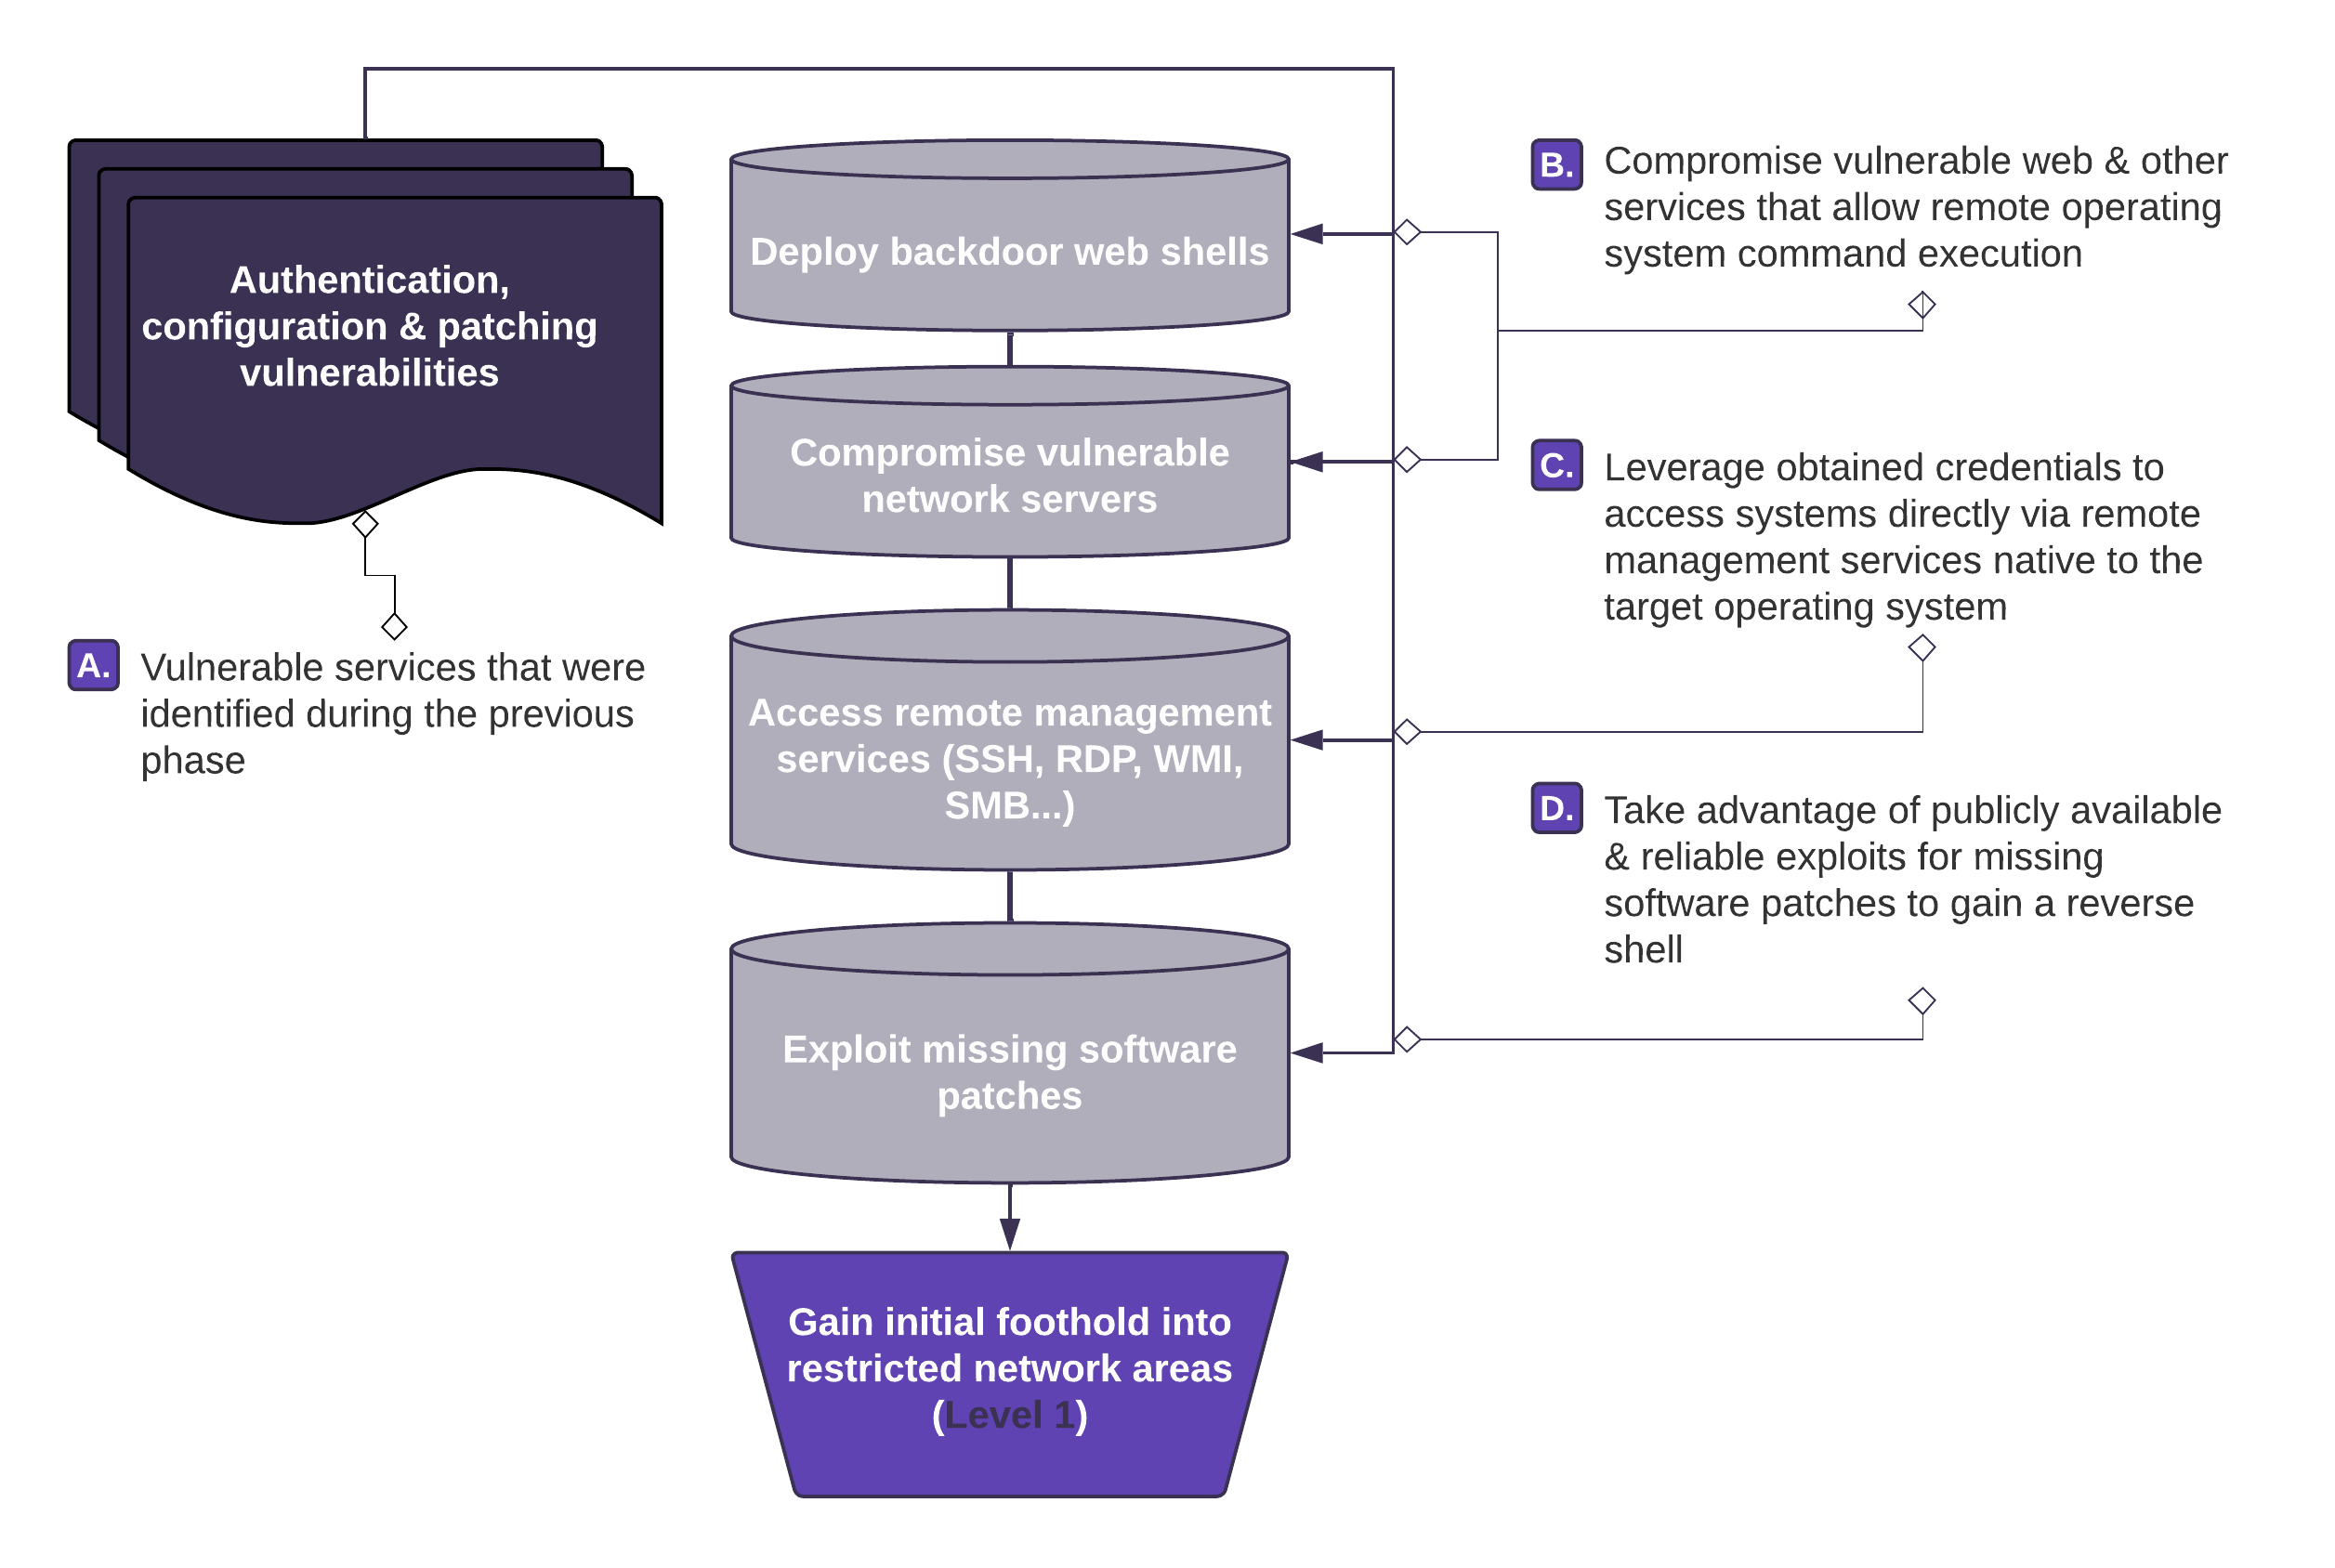 Authentication,
configuration & patching
vulnerabilities
A.
Vulnerable services that were
identified during the previous
phase
Deploy backdoor web shells
Compromise vulnerable
network servers
Access remote management
services (SSH, RDP, WMI,
SMB...)
Exploit missing software
patches
Gain initial foothold into
restricted network areas
(Level 1)
B.
Compromise vulnerable web & other
services that allow remote operating
system command execution
C.
Leverage obtained credentials to
access systems directly via remote
management services native to the
target operating system
D.
Take advantage of publicly available
& reliable exploits for missing
software patches to gain a reverse
shell